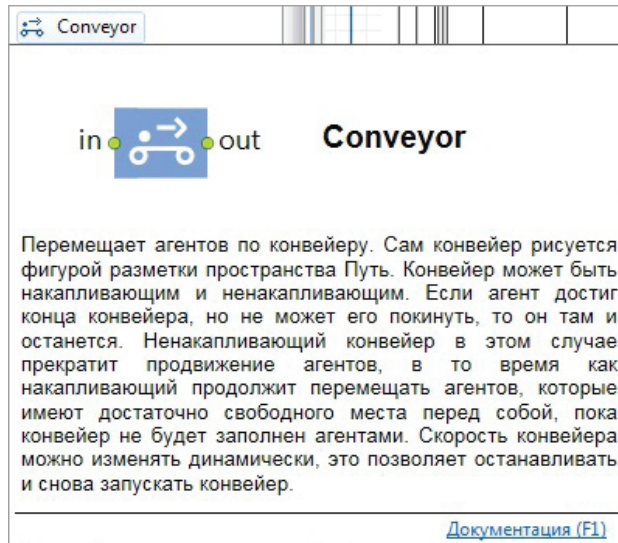 Conveyor
in out Conveyor
Перемещает агентов по конвейеру. Сам конвейер рисуется
фигурой разметки пространства Путь. Конвейер может быть
накапливающим и ненакапливающим. Если агент достиг
конца конвейера, но не может его покинуть, то он там и
останется. Ненакапливающий конвейер в этом случае
прекратит продвижение агентов, в то время как
накапливающий продолжит перемещать агентов, которые
имеют достаточно свободного места перед собой, пока
конвейер не будет заполнен агентами. Скорость конвейера
можно изменять динамически, это позволяет останавливать
и снова запускать конвейер.
Документация (F1)